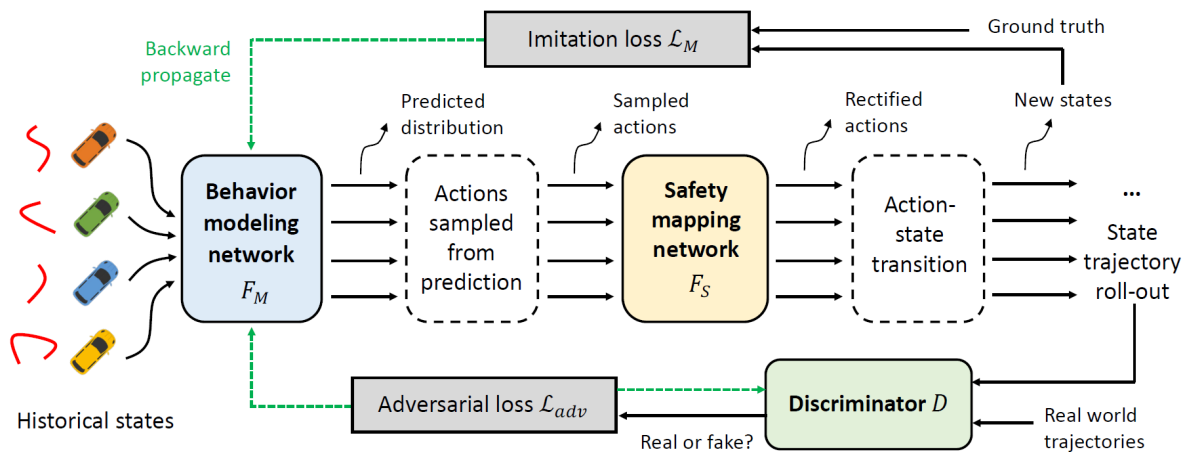 Imitation loss ℒ_M
Ground truth
Backward
propagate
Predicted
distribution
Sampled
actions
Rectified
actions
New states
Behavior
modeling
network
F_M
Actions
sampled
from
prediction
Safety
mapping
network
F_S
Action-
state
transition
...
State
trajectory
roll-out
Historical states
Adversarial loss ℒ_adv
Real or fake?
Discriminator D
Real world
trajectories